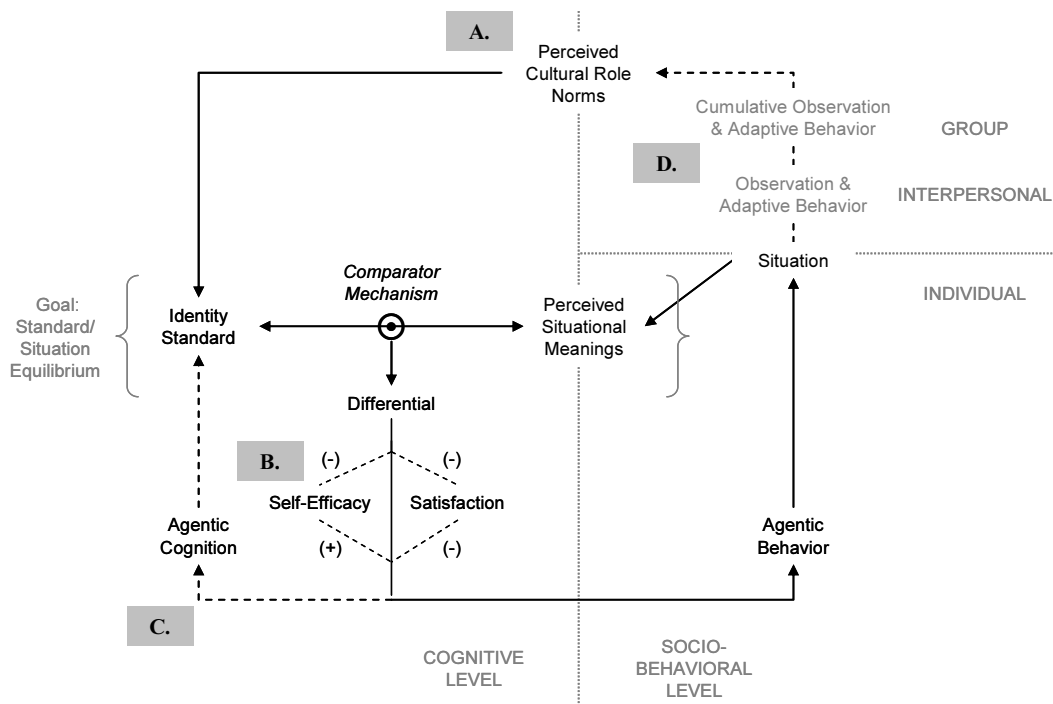 A.
Perceived
Cultural Role
Norms
Cumulative Observation
& Adaptive Behavior
GROUP
D.
Observation &
Adaptive Behavior
INTERPERSONAL
Situation
INDIVIDUAL
Comparator
Mechanism
Goal:
Standard/
Situation
Equilibrium
Identity
Standard
Perceived
Situational
Meanings
Differential
B.
(-)
(-)
Self-Efficacy
Satisfaction
(+)
(-)
Agentic
Cognition
Agentic
Behavior
C.
COGNITIVE
LEVEL
SOCIO-
BEHAVIORAL
LEVEL